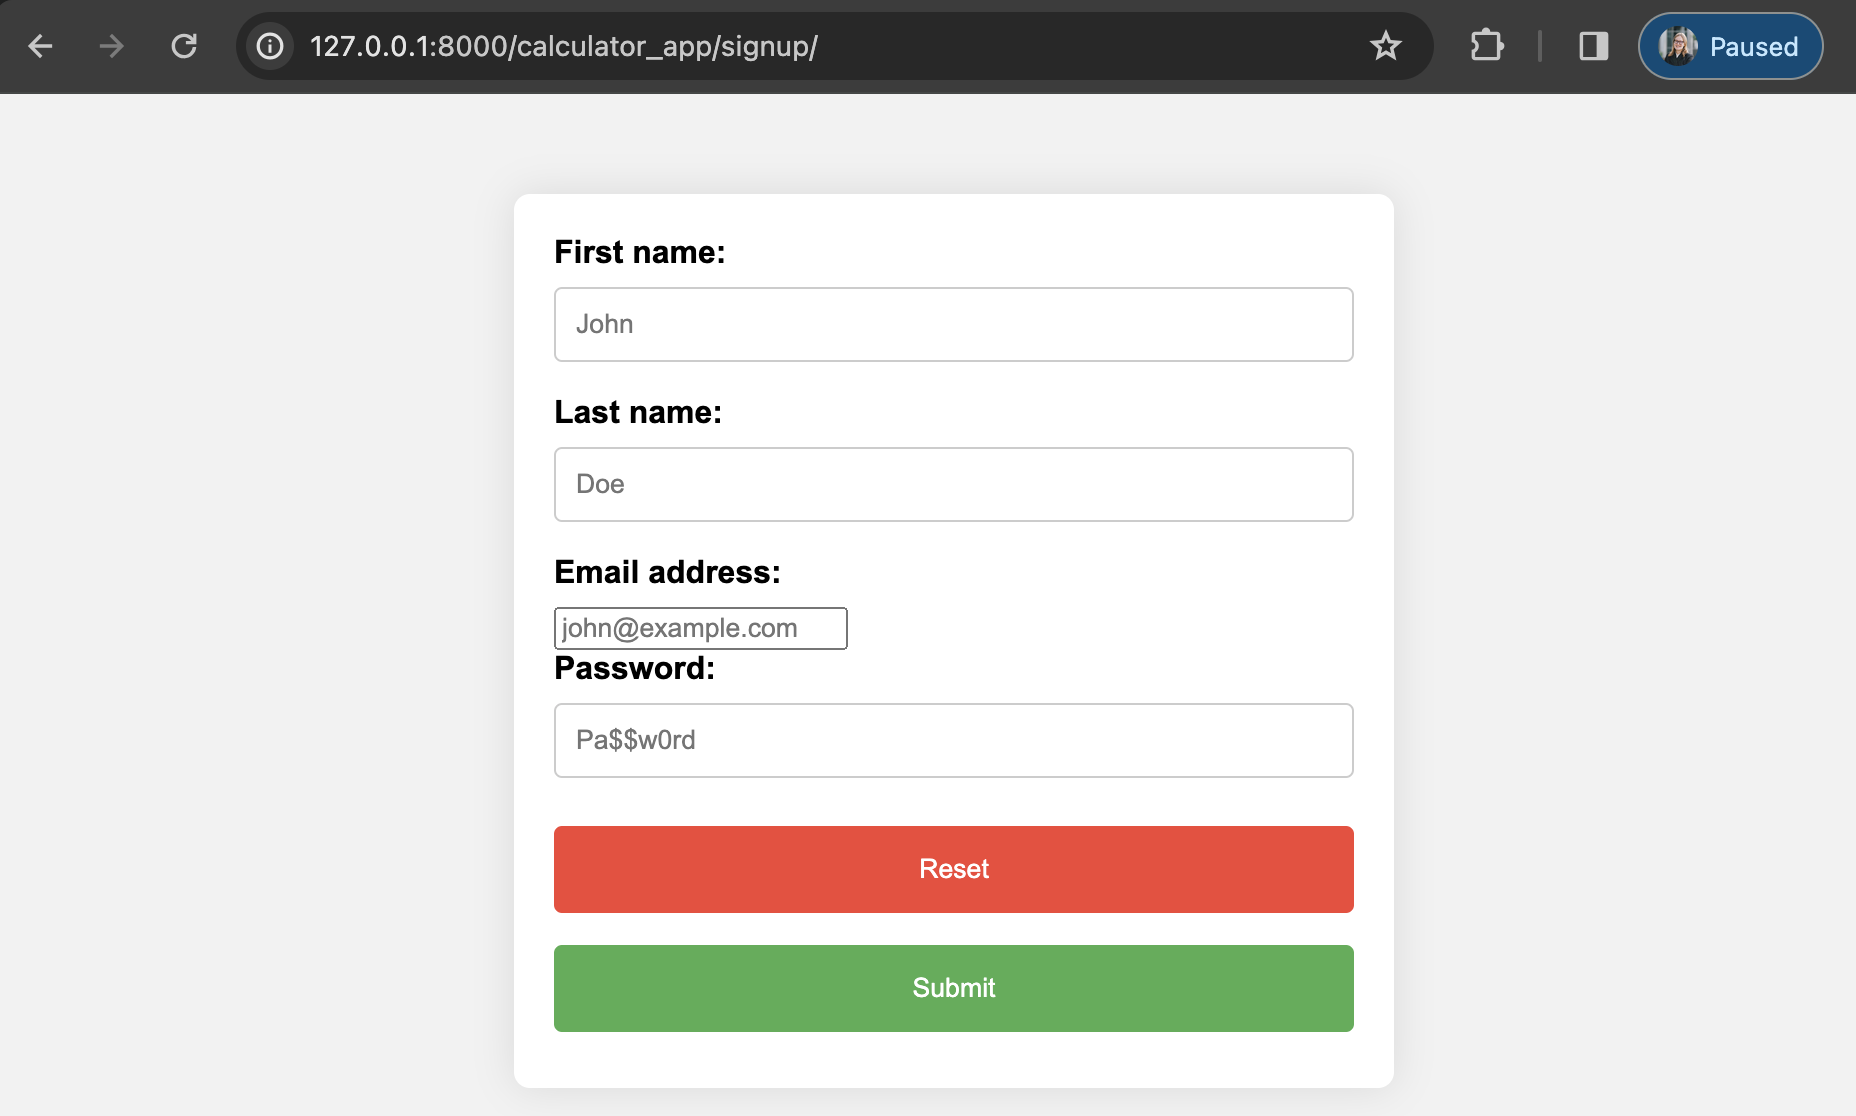 127.0.0.1:8000/calculator_app/signup/
Paused
First name:
John
Last name:
Doe
Email address:
john@example.com
Password:
Pa$$w0rd
Reset
Submit